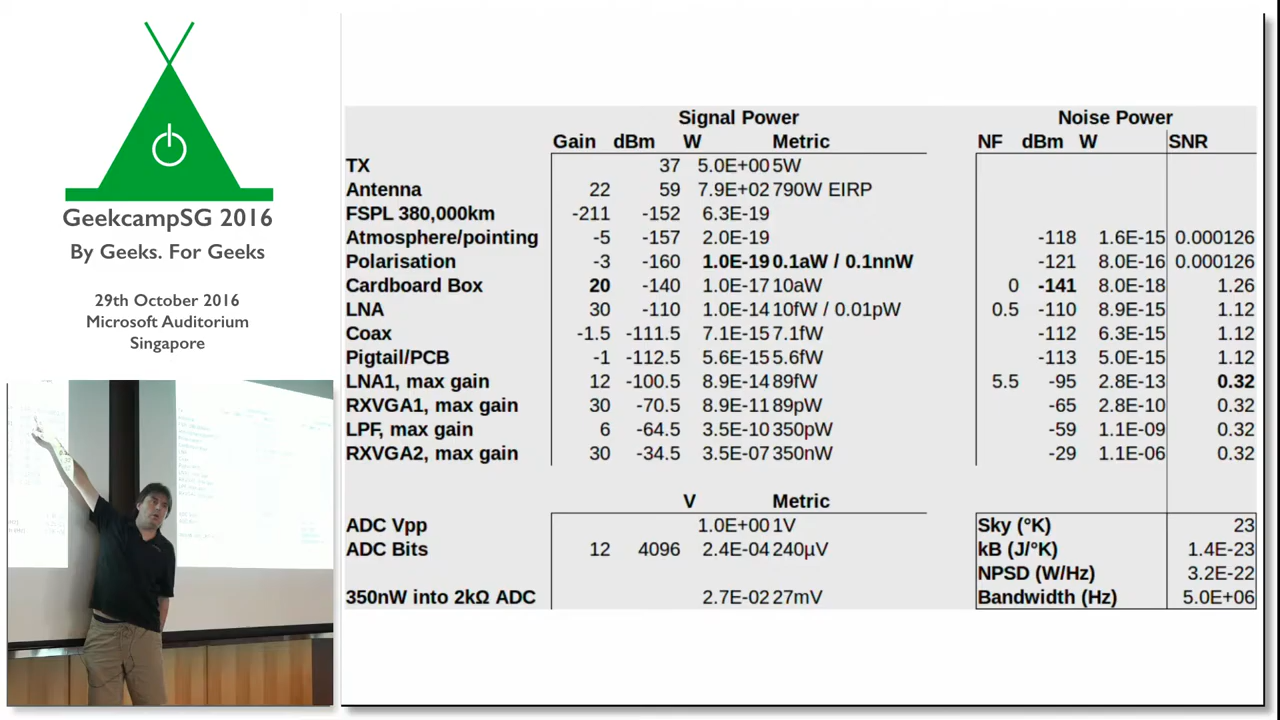 GeekcampSG 2016
By Geeks. For Geeks
29th October 2016
Microsoft Auditorium
Singapore
Signal Power Noise Power
Gain dBm W Metric NF dBm W SNR
TX 37 5.0E+00 5W
Antenna 22 59 7.9E+02 790W EIRP
FSPL 380,000km -211 -152 6.3E-19
Atmosphere/pointing -5 -157 2.0E-19 -118 1.6E-15 0.000126
Polarisation -3 -160 1.0E-19 0.1aW / 0.1nnW -121 8.0E-16 0.000126
Cardboard Box 20 -140 1.0E-17 10aW 0 -141 8.0E-18 1.26
LNA 30 -110 1.0E-14 10fW / 0.01pW 0.5 -110 8.9E-15 1.12
Coax -1.5 -111.5 7.1E-15 7.1fW -112 6.3E-15 1.12
Pigtail/PCB -1 -112.5 5.6E-15 5.6fW -113 5.0E-15 1.12
LNA1, max gain 12 -100.5 8.9E-14 89fW 5.5 -95 2.8E-13 0.32
RXVGA1, max gain 30 -70.5 8.9E-11 89pW -65 2.8E-10 0.32
LPF, max gain 6 -64.5 3.5E-10 350pW -59 1.1E-09 0.32
RXVGA2, max gain 30 -34.5 3.5E-07 350nW -29 1.1E-06 0.32
V Metric
ADC Vpp 1.0E+00 1V Sky (°K) 23
ADC Bits 12 4096 2.4E-04 240µV kB (J/°K) 1.4E-23
NPSD (W/Hz) 3.2E-22
350nW into 2kΩ ADC 2.7E-02 27mV Bandwidth (Hz) 5.0E+06